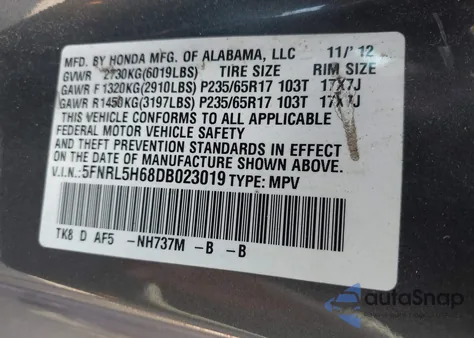 MFD. BY HONDA MFG. OF ALABAMA, LLC 11/'12
GVWR 2730KG(6019LBS) TIRE SIZE RIM SIZE
GAWR F 1320KG(2910LBS) P235/65R17 103T 17X7J
GAWR R 1450KG(3197LBS) P235/65R17 103T 17X7J
THIS VEHICLE CONFORMS TO ALL APPLICABLE
FEDERAL MOTOR VEHICLE SAFETY
AND THEFT PREVENTION STANDARDS IN EFFECT
ON THE DATE OF MANUFACTURE SHOWN ABOVE.
V.I.N.:5FNRL5H68DB023019 TYPE: MPV
TK8 D AF5 -NH737M -B -B
autoSnap